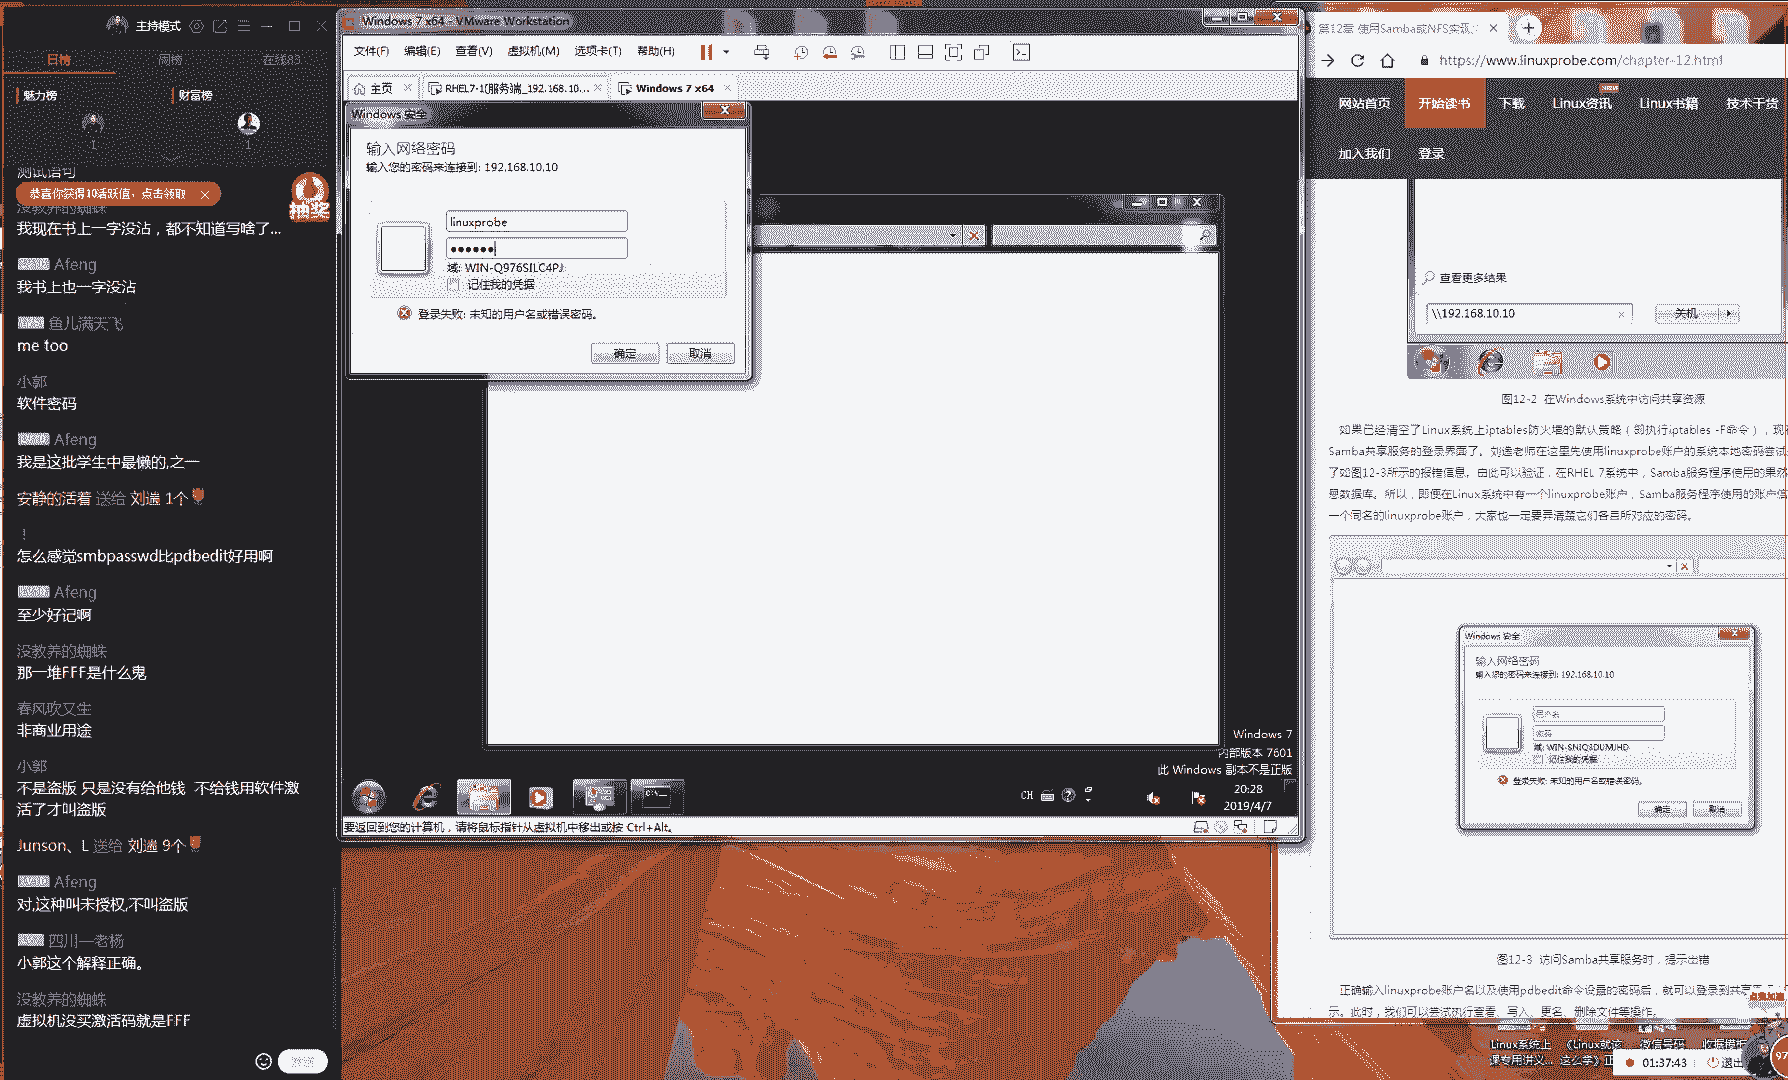 主持模式
日榜
周榜
在线83
魅力榜
财富榜
1
1
测试语句
恭喜你获得10活跃值,点击领取
抽奖
没教养的蜘蛛
我现在书上一字没沾,都不知道写啥了...
Afeng
我书上也一字没沾
鱼儿满天飞
me too
小郭
软件密码
Afeng
我是这批学生中最懒的,之一
安静的活着 送给 刘遄 1个
!
怎么感觉smbpasswd比pdbedit好用啊
Afeng
至少好记啊
没教养的蜘蛛
那一堆FFF是什么鬼
春风吹又生
非商业用途
小郭
不是盗版 只是没有给他钱 不给钱用软件激
活了才叫盗版
Junson、L 送给 刘遄 9个
Afeng
对,这种叫未授权,不叫盗版
四川—老杨
小郭这个解释正确。
没教养的蜘蛛
虚拟机没买激活码就是FFF
发送
Windows 7 x64 - VMware Workstation
文件(F) 编辑(E) 查看(V) 虚拟机(M) 选项卡(T) 帮助(H)
主页
RHEL7-1(服务端_192.168.10...
Windows 7 x64
Windows 安全
输入网络密码
输入您的密码来连接到: 192.168.10.10
linuxprobe
●●●●●●
域: WIN-Q976SILC4PJ
记住我的凭据
登录失败: 未知的用户名或错误密码。
确定
取消
Windows 7
内部版本 7601
此 Windows 副本不是正版
CH
20:28
2019/4/7
要返回到您的计算机,请将鼠标指针从虚拟机中移出或按 Ctrl+Alt。
第12章 使用Samba或NFS实现
https://www.linuxprobe.com/chapter-12.html
网站首页
开始读书
下载
NEW
Linux资讯
Linux书籍
技术干货
加入我们
登录
查看更多结果
\\192.168.10.10
关机
图12-2 在Windows系统中访问共享资源
如果已经清空了Linux系统上iptables防火墙的默认策略(即执行iptables -F命令),现
Samba共享服务的登录界面了。刘遄老师在这里先使用linuxprobe账户的系统本地密码尝试
了如图12-3所示的报错信息。由此可以验证,在RHEL 7系统中,Samba服务程序使用的果然
息数据库。所以,即便在Linux系统中有一个linuxprobe账户,Samba服务程序使用的账户信
一个同名的linuxprobe账户,大家也一定要弄清楚它们各自所对应的密码。
Windows 安全
输入网络密码
输入您的密码来连接到: 192.168.10.10
用户名
密码
记住我的凭据
登录失败: 未知的用户名或错误密码。
确定
取消
图12-3 访问Samba共享服务时,提示出错
正确输入linuxprobe账户名以及使用pdbedit命令设置的密码后,就可以登录到共享
示。此时,我们可以尝试执行查看、写入、更名、删除文件等操作。
Linux系统上
《Linux就该
微信号码
收据模板
课专用讲义...
这么学》正
01:37:43
退出
97